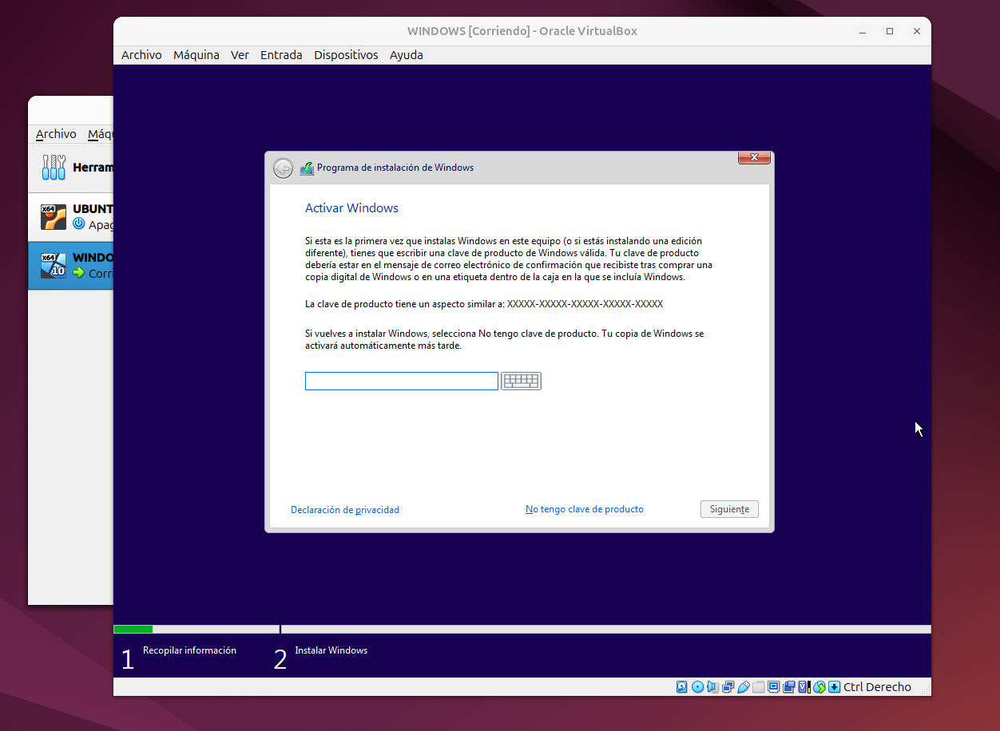 WINDOWS [Corriendo] - Oracle VirtualBox
Archivo Máquina Ver Entrada Dispositivos Ayuda
Archivo Máqu
Herram
x64
UBUNT
Apag
x64
10
WINDO
Corri
Programa de instalación de Windows
Activar Windows
Si esta es la primera vez que instalas Windows en este equipo (o si estás instalando una edición
diferente), tienes que escribir una clave de producto de Windows válida. Tu clave de producto
debería estar en el mensaje de correo electrónico de confirmación que recibiste tras comprar una
copia digital de Windows o en una etiqueta dentro de la caja en la que se incluía Windows.
La clave de producto tiene un aspecto similar a: XXXXX-XXXXX-XXXXX-XXXXX-XXXXX
Si vuelves a instalar Windows, selecciona No tengo clave de producto. Tu copia de Windows se
activará automáticamente más tarde.
Declaración de privacidad
No tengo clave de producto
Siguiente
1 Recopilar información
2 Instalar Windows
Ctrl Derecho